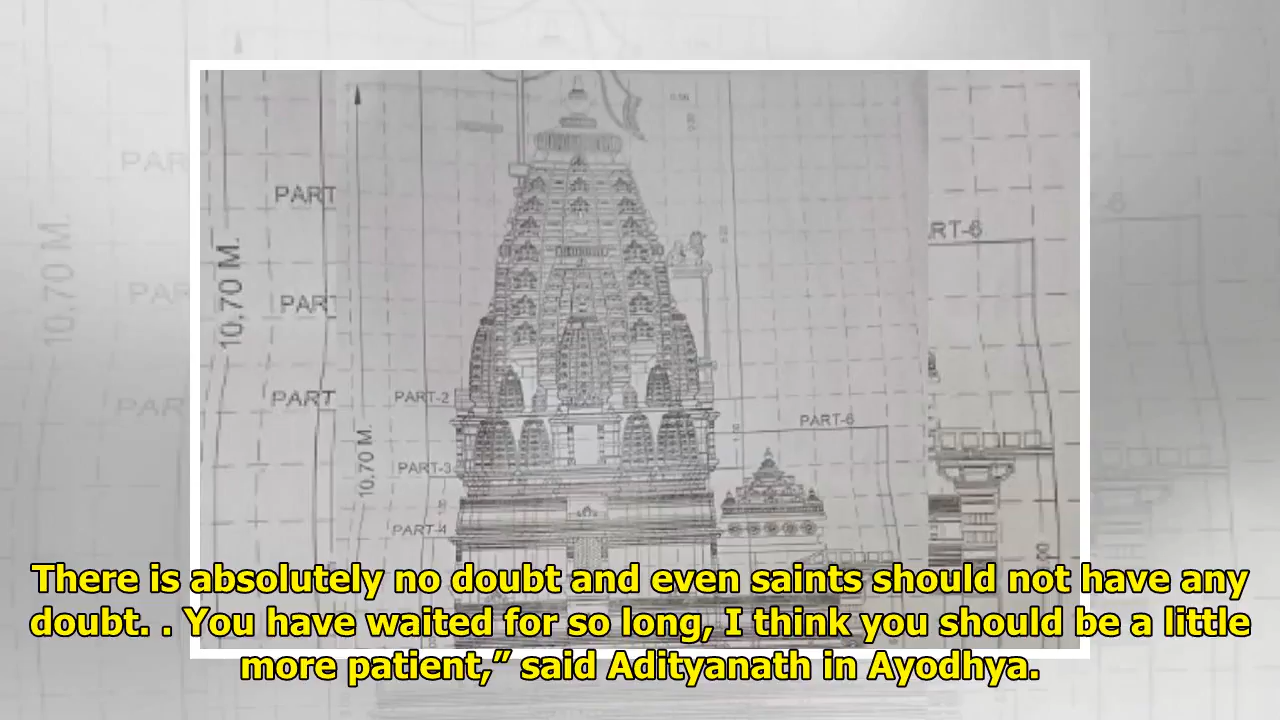 PART
10.70 M.
PART
PART
PART-2
10.70 M.
PART-3
PART-4
PART-6
RT-6
There is absolutely no doubt and even saints should not have any
doubt. . You have waited for so long, I think you should be a little
more patient,” said Adityanath in Ayodhya.